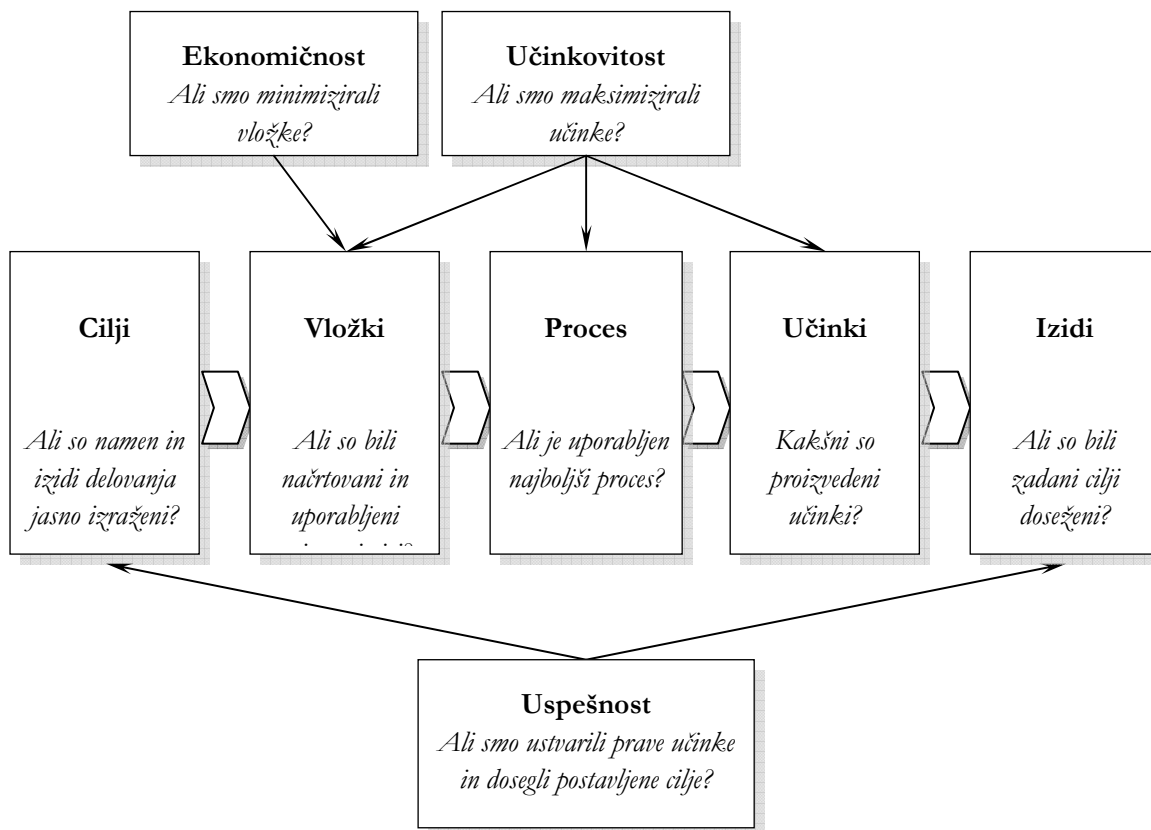 Ekonomičnost
Ali smo minimizirali
vložke?
Učinkovitost
Ali smo maksimizirali
učinke?
Cilji
Ali so namen in
izidi delovanja
jasno izraženi?
Vložki
Ali so bili
načrtovani in
uporabljeni
Proces
Ali je uporabljen
najboljši proces?
Učinki
Kakšni so
proizvedeni
učinki?
Izidi
Ali so bili
zadani cilji
doseženi?
Uspešnost
Ali smo ustvarili prave učinke
in dosegli postavljene cilje?